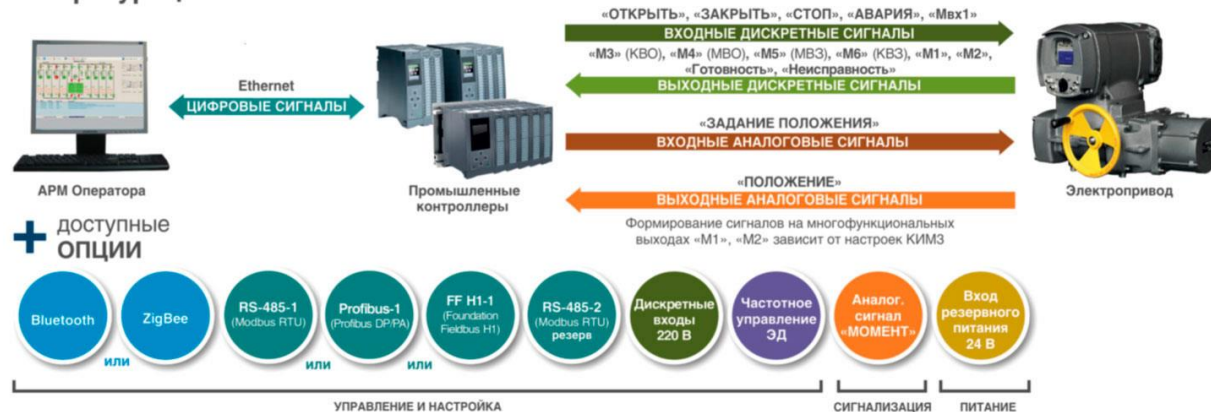 «ОТКРЫТЬ», «ЗАКРЫТЬ», «СТОП», «АВАРИЯ», «Мвх1»
ВХОДНЫЕ ДИСКРЕТНЫЕ СИГНАЛЫ
«М3» (КВО), «М4» (МВО), «М5» (МВЗ), «М6» (КВЗ), «М1», «М2»,
«Готовность», «Неисправность»
ВЫХОДНЫЕ ДИСКРЕТНЫЕ СИГНАЛЫ
Ethernet
ЦИФРОВЫЕ СИГНАЛЫ
«ЗАДАНИЕ ПОЛОЖЕНИЯ»
ВХОДНЫЕ АНАЛОГОВЫЕ СИГНАЛЫ
АРМ Оператора
Промышленные
контроллеры
«ПОЛОЖЕНИЕ»
ВЫХОДНЫЕ АНАЛОГОВЫЕ СИГНАЛЫ
Электропривод
Формирование сигналов на многофункциональных
выходах «М1», «М2» зависит от настроек КИМ3
+ ДОСТУПНЫЕ
ОПЦИИ
Bluetooth
или
ZigBee
RS-485-1
(Modbus RTU)
или
Profibus-1
(Profibus DP/PA)
или
FF H1-1
(Foundation
Fieldbus H1)
RS-485-2
(Modbus RTU)
резерв
Дискретные
входы
220 В
Частотное
управление
ЭД
Аналог.
сигнал
«МОМЕНТ»
Вход
резервного
питания
24 В
УПРАВЛЕНИЕ И НАСТРОЙКА
СИГНАЛИЗАЦИЯ
ПИТАНИЕ